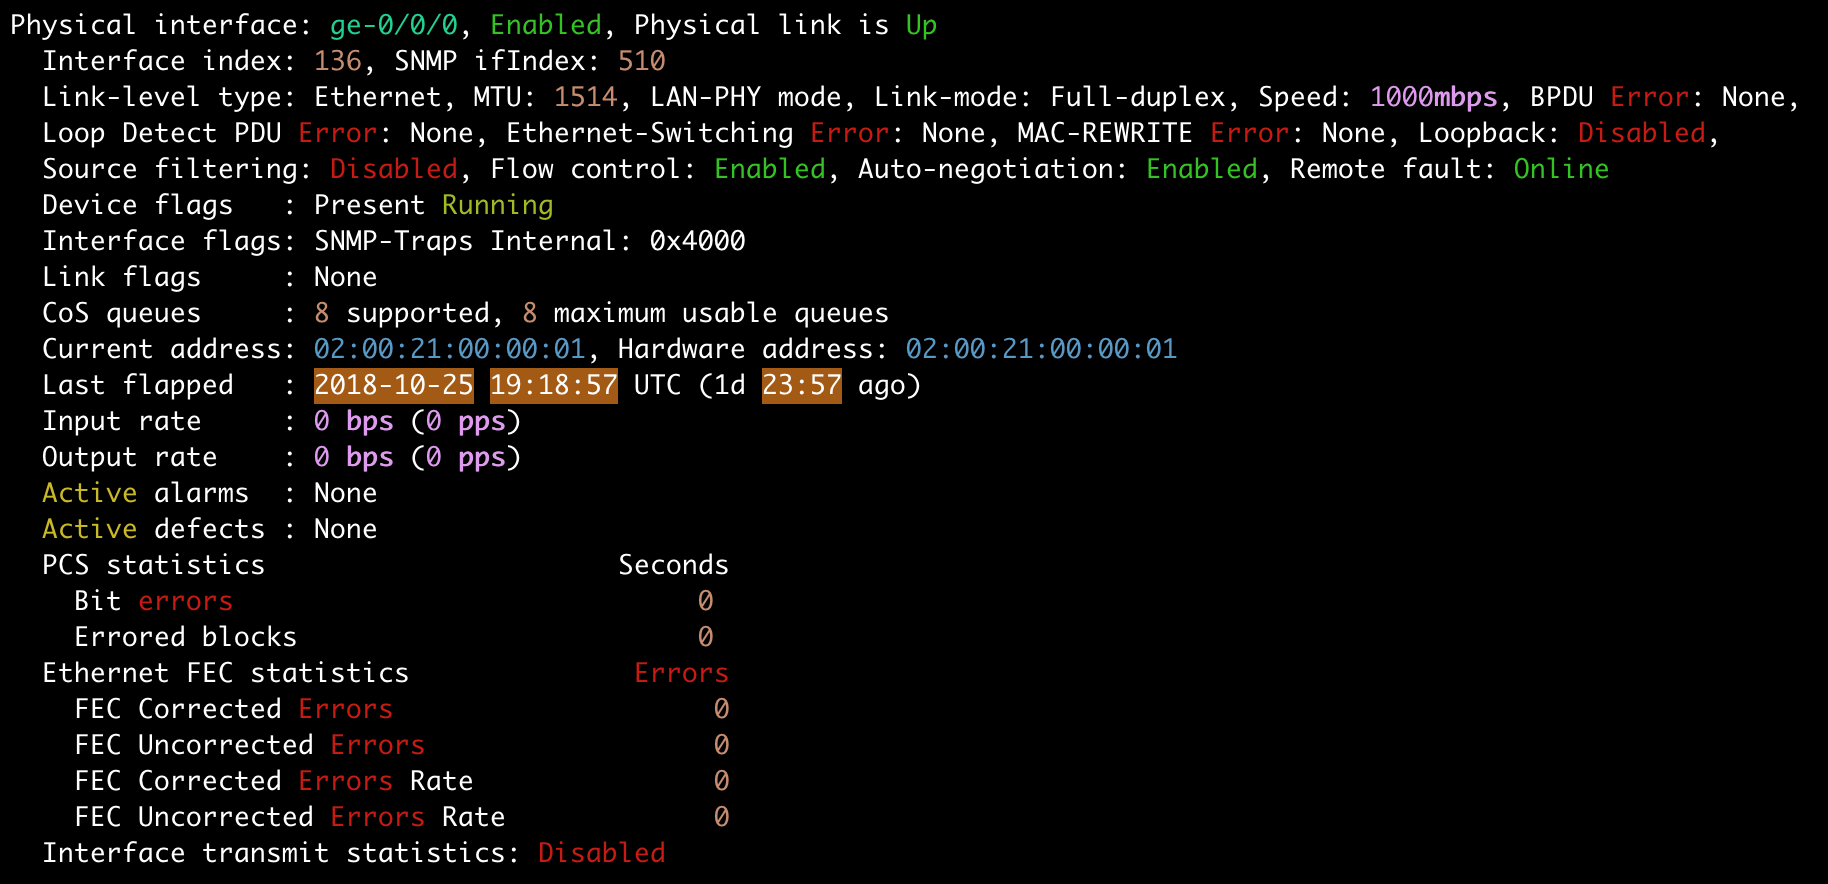 Physical interface: ge-0/0/0, Enabled, Physical link is Up
  Interface index: 136, SNMP ifIndex: 510
  Link-level type: Ethernet, MTU: 1514, LAN-PHY mode, Link-mode: Full-duplex, Speed: 1000mbps, BPDU Error: None,
  Loop Detect PDU Error: None, Ethernet-Switching Error: None, MAC-REWRITE Error: None, Loopback: Disabled,
  Source filtering: Disabled, Flow control: Enabled, Auto-negotiation: Enabled, Remote fault: Online
  Device flags   : Present Running
  Interface flags: SNMP-Traps Internal: 0x4000
  Link flags     : None
  CoS queues     : 8 supported, 8 maximum usable queues
  Current address: 02:00:21:00:00:01, Hardware address: 02:00:21:00:00:01
  Last flapped   : 2018-10-25 19:18:57 UTC (1d 23:57 ago)
  Input rate     : 0 bps (0 pps)
  Output rate    : 0 bps (0 pps)
  Active alarms  : None
  Active defects : None
  PCS statistics                      Seconds
    Bit errors                             0
    Errored blocks                         0
  Ethernet FEC statistics              Errors
    FEC Corrected Errors                    0
    FEC Uncorrected Errors                  0
    FEC Corrected Errors Rate               0
    FEC Uncorrected Errors Rate             0
  Interface transmit statistics: Disabled